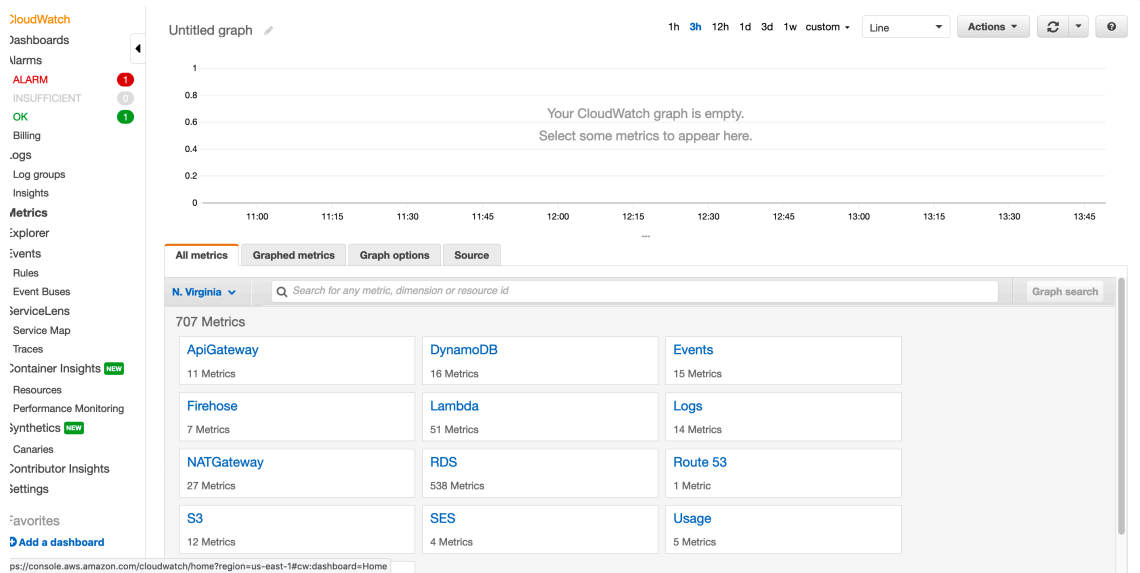 CloudWatch
Dashboards
Alarms
ALARM 1
INSUFFICIENT 0
OK 1
Billing
Logs
Log groups
Insights
Metrics
Explorer
Events
Rules
Event Buses
ServiceLens
Service Map
Traces
Container Insights NEW
Resources
Performance Monitoring
Synthetics NEW
Canaries
Contributor Insights
Settings
Favorites
Add a dashboard
ps://console.aws.amazon.com/cloudwatch/home?region=us-east-1#cw:dashboard=Home
Untitled graph
1h 3h 12h 1d 3d 1w custom Line Actions ?
1
0.8
0.6
0.4
0.2
0
Your CloudWatch graph is empty.
Select some metrics to appear here.
11:00 11:15 11:30 11:45 12:00 12:15 12:30 12:45 13:00 13:15 13:30 13:45
---
All metrics Graphed metrics Graph options Source
N. Virginia Search for any metric, dimension or resource id Graph search
707 Metrics
ApiGateway
11 Metrics
DynamoDB
16 Metrics
Events
15 Metrics
Firehose
7 Metrics
Lambda
51 Metrics
Logs
14 Metrics
NATGateway
27 Metrics
RDS
538 Metrics
Route 53
1 Metric
S3
12 Metrics
SES
4 Metrics
Usage
5 Metrics